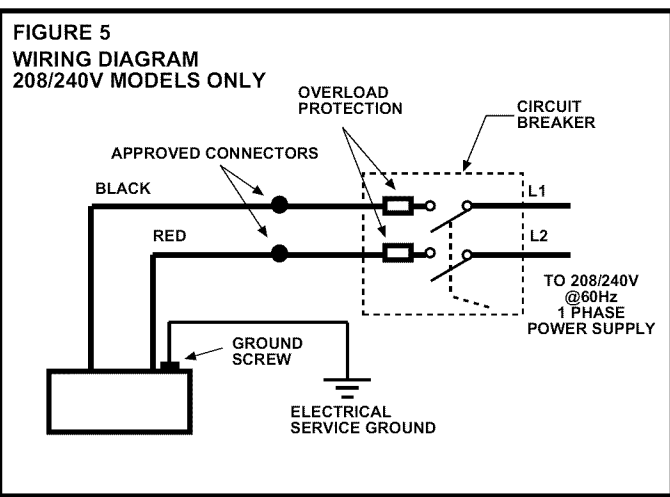 FIGURE 5
WIRING DIAGRAM
208/240V MODELS ONLY
OVERLOAD
PROTECTION
CIRCUIT
BREAKER
APPROVED CONNECTORS
BLACK
L1
RED
L2
TO 208/240V
@60Hz
1 PHASE
POWER SUPPLY
GROUND
SCREW
ELECTRICAL
SERVICE GROUND